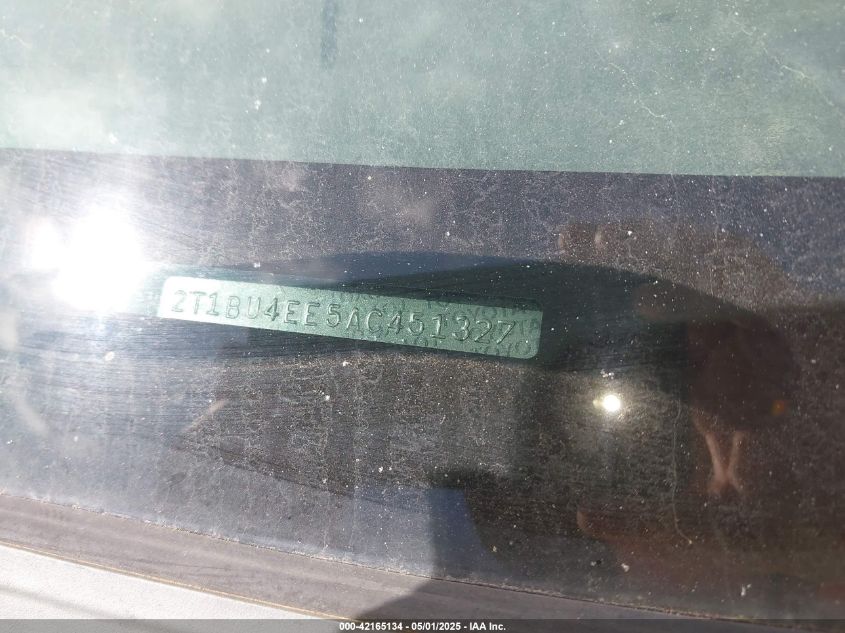 2T1BU4EE5AC451327
000-42165134 - 05/01/2025 - IAA Inc.